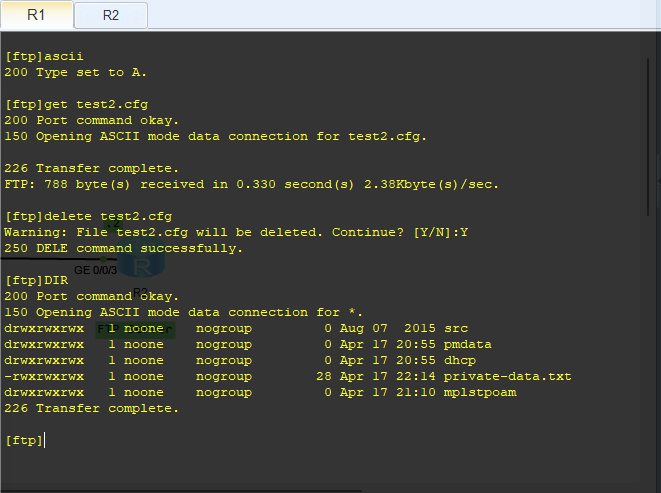 R1
R2
[ftp]ascii
200 Type set to A.
[ftp]get test2.cfg
200 Port command okay.
150 Opening ASCII mode data connection for test2.cfg.
226 Transfer complete.
FTP: 788 byte(s) received in 0.330 second(s) 2.38Kbyte(s)/sec.
[ftp]delete test2.cfg
Warning: File test2.cfg will be deleted. Continue? [Y/N]:Y
250 DELE command successfully.
GE 0/0/3
R
[ftp]DIR
R2
200 Port command okay.
150 Opening ASCII mode data connection for *.
drwxrwxrwx 1 noone nogroup 0 Aug 07 2015 src
drwxrwxrwx 1 noone nogroup 0 Apr 17 20:55 pmdata
drwxrwxrwx 1 noone nogroup 0 Apr 17 20:55 dhcp
-rwxrwxrwx 1 noone nogroup 28 Apr 17 22:14 private-data.txt
drwxrwxrwx 1 noone nogroup 0 Apr 17 21:10 mplstpoam
226 Transfer complete.
[ftp]